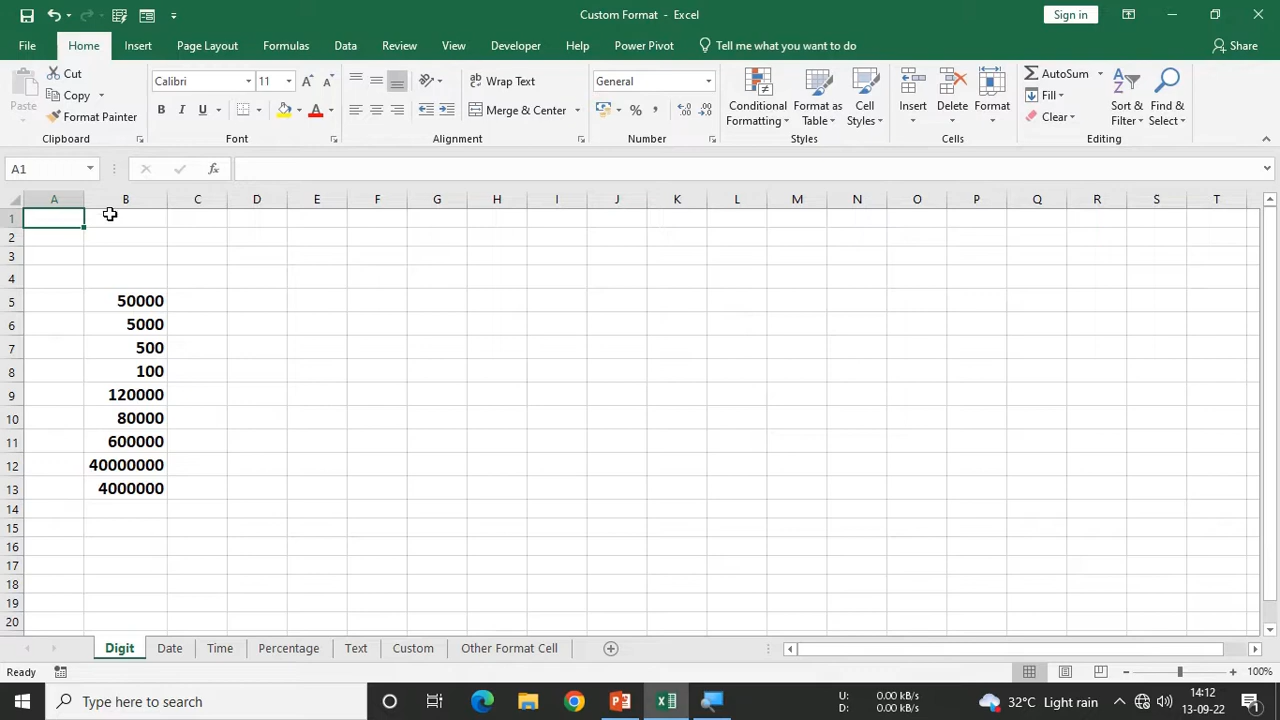 Custom Format - Excel
Sign in
File Home Insert Page Layout Formulas Data Review View Developer Help Power Pivot Tell me what you want to do Share
Paste
Cut
Copy
Format Painter
Clipboard
Calibri 11
B I U
Font
Wrap Text
Merge & Center
Alignment
General
%
Number
Conditional Formatting
Format as Table
Cell Styles
Styles
Insert
Delete
Format
Cells
AutoSum
Fill
Clear
Sort & Filter
Find & Select
Editing
A1
fx
A B C D E F G H I J K L M N O P Q R S T
1
2
3
4
5 50000
6 5000
7 500
8 100
9 120000
10 80000
11 600000
12 40000000
13 4000000
14
15
16
17
18
19
20
Digit Date Time Percentage Text Custom Other Format Cell
Ready
100%
Type here to search
U: 0.00 kB/s
D: 0.00 kB/s
32°C Light rain
14:12
13-09-22
1